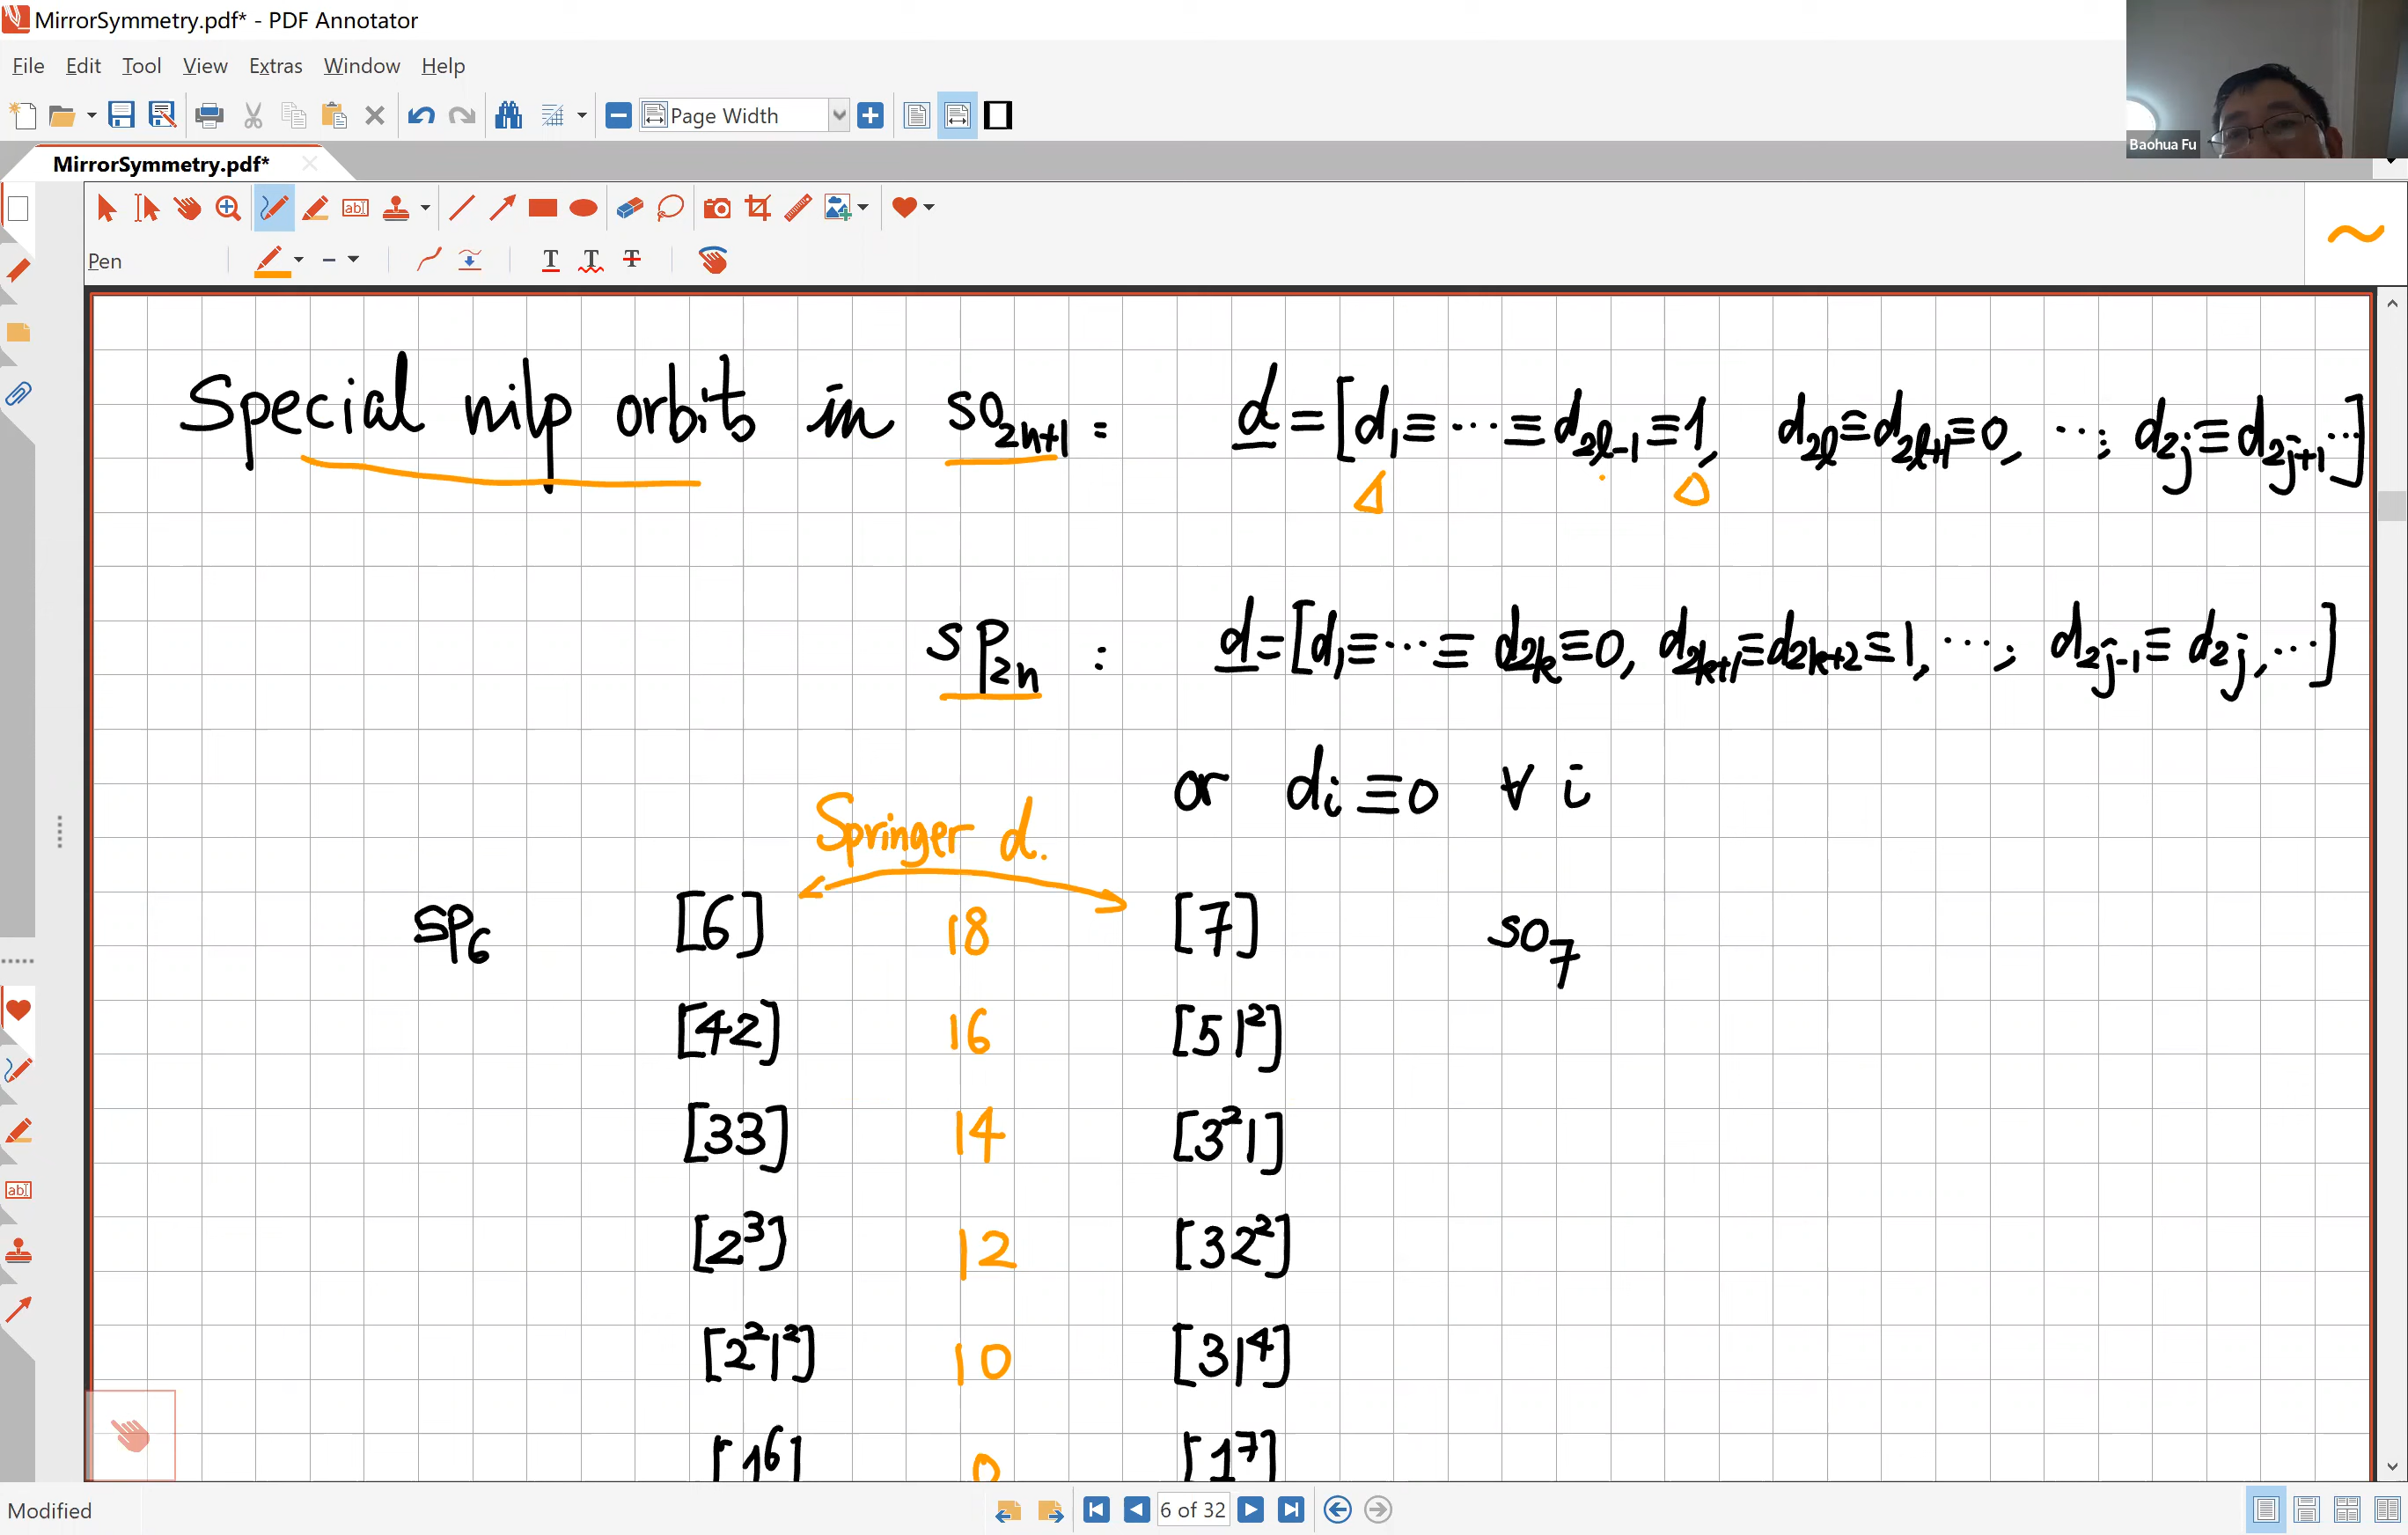 MirrorSymmetry.pdf* - PDF Annotator
File Edit Tool View Extras Window Help
Page Width
Baohua Fu
MirrorSymmetry.pdf*
Pen
Special nilp orbits in so₂ₙ₊₁ : d = [d₁ ≡ ⋯ ≡ d₂ₗ₋₁ ≡ 1, d₂ₗ ≡ d₂ₗ₊₁ ≡ 0, ⋯; d₂ⱼ ≡ d₂ⱼ₊₁ ⋯]
sp₂ₙ : d = [d₁ ≡ ⋯ ≡ d₂ₖ ≡ 0, d₂ₖ₊₁ ≡ d₂ₖ₊₂ ≡ 1, ⋯; d₂ⱼ₋₁ ≡ d₂ⱼ, ⋯]
or dᵢ ≡ 0 ∀ i
Springer d.
sp₆ [6] 18 [7] so₇
[42] 16 [51²]
[33] 14 [3²1]
[2³] 12 [32²]
[2²1²] 10 [31⁴]
[1⁶] 0 [1⁷]
Modified 6 of 32